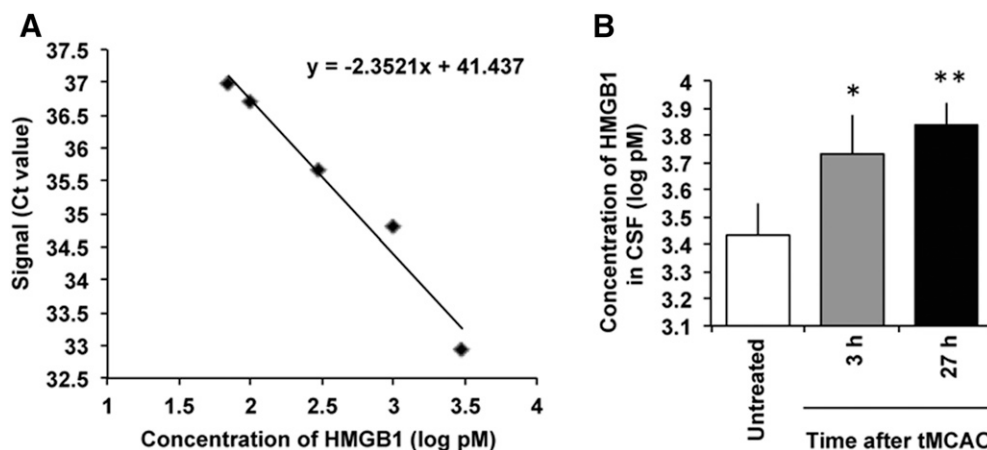 A
37.5
37
36.5
36
35.5
35
34.5
34
33.5
33
32.5
Signal (Ct value)
y = -2.3521x + 41.437
1 1.5 2 2.5 3 3.5 4
Concentration of HMGB1 (log pM)
B
4
3.9
3.8
3.7
3.6
3.5
3.4
3.3
3.2
3.1
Concentration of HMGB1
in CSF (log pM)
*
**
Untreated
3 h
27 h
Time after tMCAO